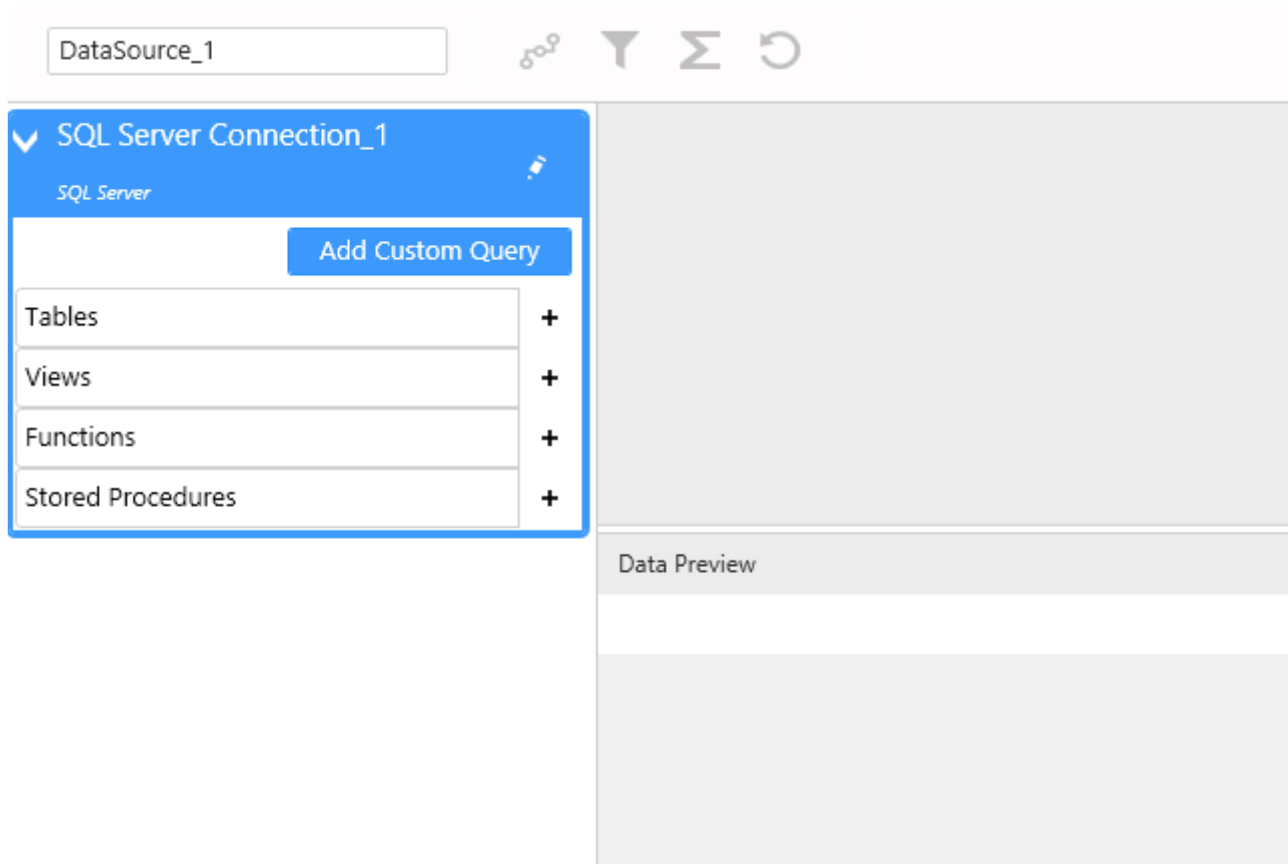 DataSource_1
SQL Server Connection_1
SQL Server
Add Custom Query
Tables
Views
Functions
Stored Procedures
Data Preview